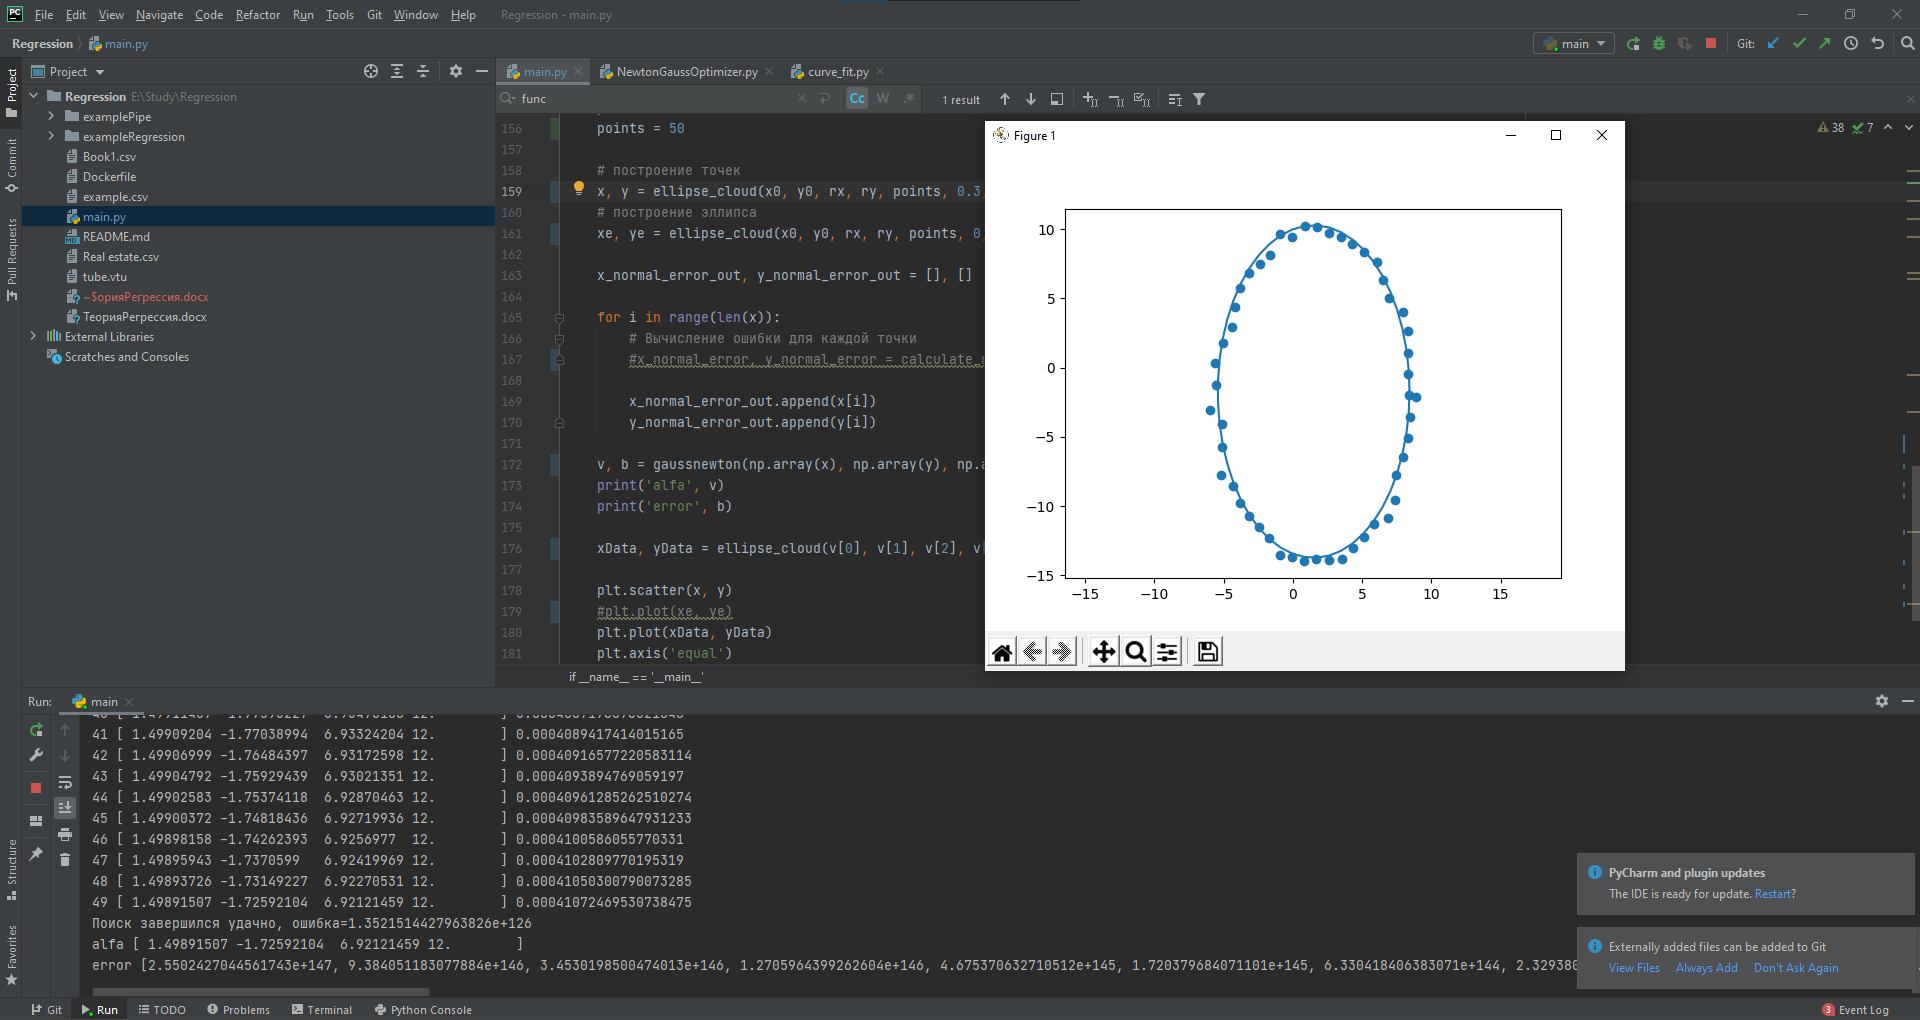 File Edit View Navigate Code Refactor Run Tools Git Window Help Regression - main.py
Regression main.py main Git:
Project main.py NewtonGaussOptimizer.py curve_fit.py
Project
Commit
Pull Requests
Structure
Favorites
Regression E:\Study\Regression
examplePipe
exampleRegression
Book1.csv
Dockerfile
example.csv
main.py
README.md
Real estate.csv
tube.vtu
~$орияРегрессия.docx
ТеорияРегрессия.docx
External Libraries
Scratches and Consoles
func Cc W .* 1 result
38 7
156 points = 50
157
158 # построение точек
159 x, y = ellipse_cloud(x0, y0, rx, ry, points, 0.3
160 # построение эллипса
161 xe, ye = ellipse_cloud(x0, y0, rx, ry, points, 0
162
163 x_normal_error_out, y_normal_error_out = [], []
164
165 for i in range(len(x)):
166 # Вычисление ошибки для каждой точки
167 #x_normal_error, y_normal_error = calculate_
168
169 x_normal_error_out.append(x[i])
170 y_normal_error_out.append(y[i])
171
172 v, b = gaussnewton(np.array(x), np.array(y), np.
173 print('alfa', v)
174 print('error', b)
175
176 xData, yData = ellipse_cloud(v[0], v[1], v[2], v
177
178 plt.scatter(x, y)
179 #plt.plot(xe, ye)
180 plt.plot(xData, yData)
181 plt.axis('equal')
if __name__ == '__main__'
Figure 1
10
5
0
−5
−10
−15
−15 −10 −5 0 5 10 15
Run: main
41 [ 1.49909204 -1.77038994 6.93324204 12. ] 0.0004089417414015165
42 [ 1.49906999 -1.76484397 6.93172598 12. ] 0.00040916577220583114
43 [ 1.49904792 -1.75929439 6.93021351 12. ] 0.0004093894769059197
44 [ 1.49902583 -1.75374118 6.92870463 12. ] 0.00040961285262510274
45 [ 1.49900372 -1.74818436 6.92719936 12. ] 0.00040983589647931233
46 [ 1.49898158 -1.74262393 6.9256977 12. ] 0.0004100586055770331
47 [ 1.49895943 -1.7370599 6.92419969 12. ] 0.0004102809770195319
48 [ 1.49893726 -1.73149227 6.92270531 12. ] 0.00041050300790073285
49 [ 1.49891507 -1.72592104 6.92121459 12. ] 0.00041072469530738475
Поиск завершился удачно, ошибка=1.3521514427963826e+126
alfa [ 1.49891507 -1.72592104 6.92121459 12. ]
error [2.5502427044561743e+147, 9.384051183077884e+146, 3.4530198500474013e+146, 1.2705964399262604e+146, 4.675370632710512e+145, 1.720379684071101e+145, 6.330418406383071e+144, 2.329380
PyCharm and plugin updates
The IDE is ready for update. Restart?
Externally added files can be added to Git
View Files Always Add Don't Ask Again
Git Run TODO Problems Terminal Python Console 3 Event Log